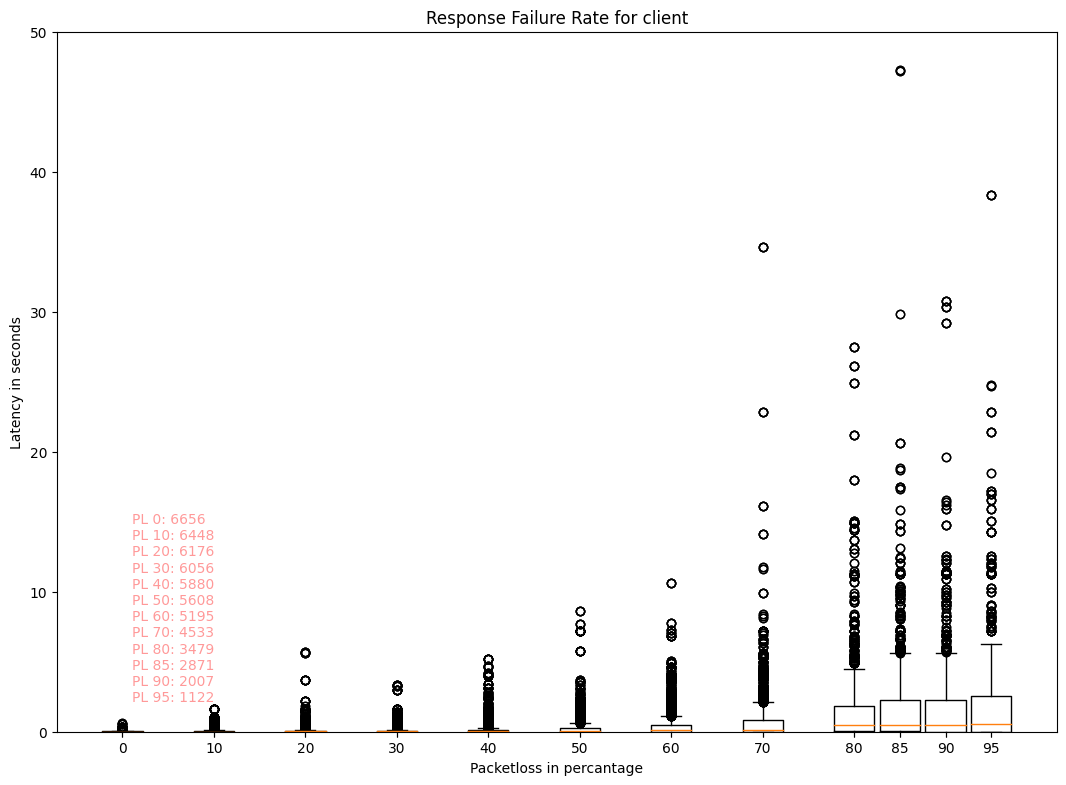 Response Failure Rate for client
Latency in seconds
50
40
30
20
10
0
PL 0: 6656
PL 10: 6448
PL 20: 6176
PL 30: 6056
PL 40: 5880
PL 50: 5608
PL 60: 5195
PL 70: 4533
PL 80: 3479
PL 85: 2871
PL 90: 2007
PL 95: 1122
0 10 20 30 40 50 60 70 80 85 90 95
Packetloss in percantage